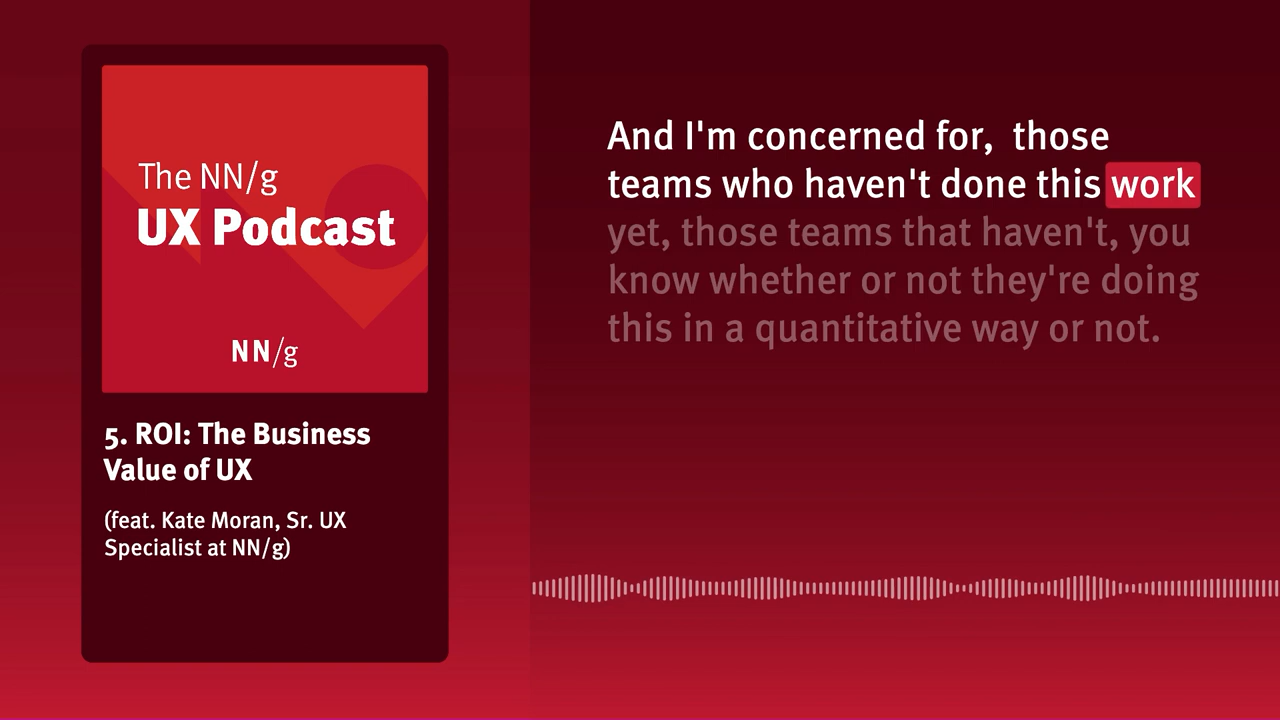 The NN/g
UX Podcast
NN/g
5. ROI: The Business
Value of UX
(feat. Kate Moran, Sr. UX
Specialist at NN/g)
And I'm concerned for,  those
teams who haven't done this work
yet, those teams that haven't, you
know whether or not they're doing
this in a quantitative way or not.